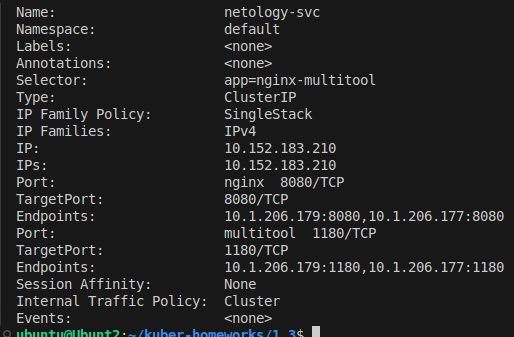 Name:                     netology-svc
Namespace:                default
Labels:                   <none>
Annotations:              <none>
Selector:                 app=nginx-multitool
Type:                     ClusterIP
IP Family Policy:         SingleStack
IP Families:              IPv4
IP:                       10.152.183.210
IPs:                      10.152.183.210
Port:                     nginx  8080/TCP
TargetPort:               8080/TCP
Endpoints:                10.1.206.179:8080,10.1.206.177:8080
Port:                     multitool  1180/TCP
TargetPort:               1180/TCP
Endpoints:                10.1.206.179:1180,10.1.206.177:1180
Session Affinity:         None
Internal Traffic Policy:  Cluster
Events:                   <none>
ubuntu@Ubunt2:~/kuber-homeworks/1.3$